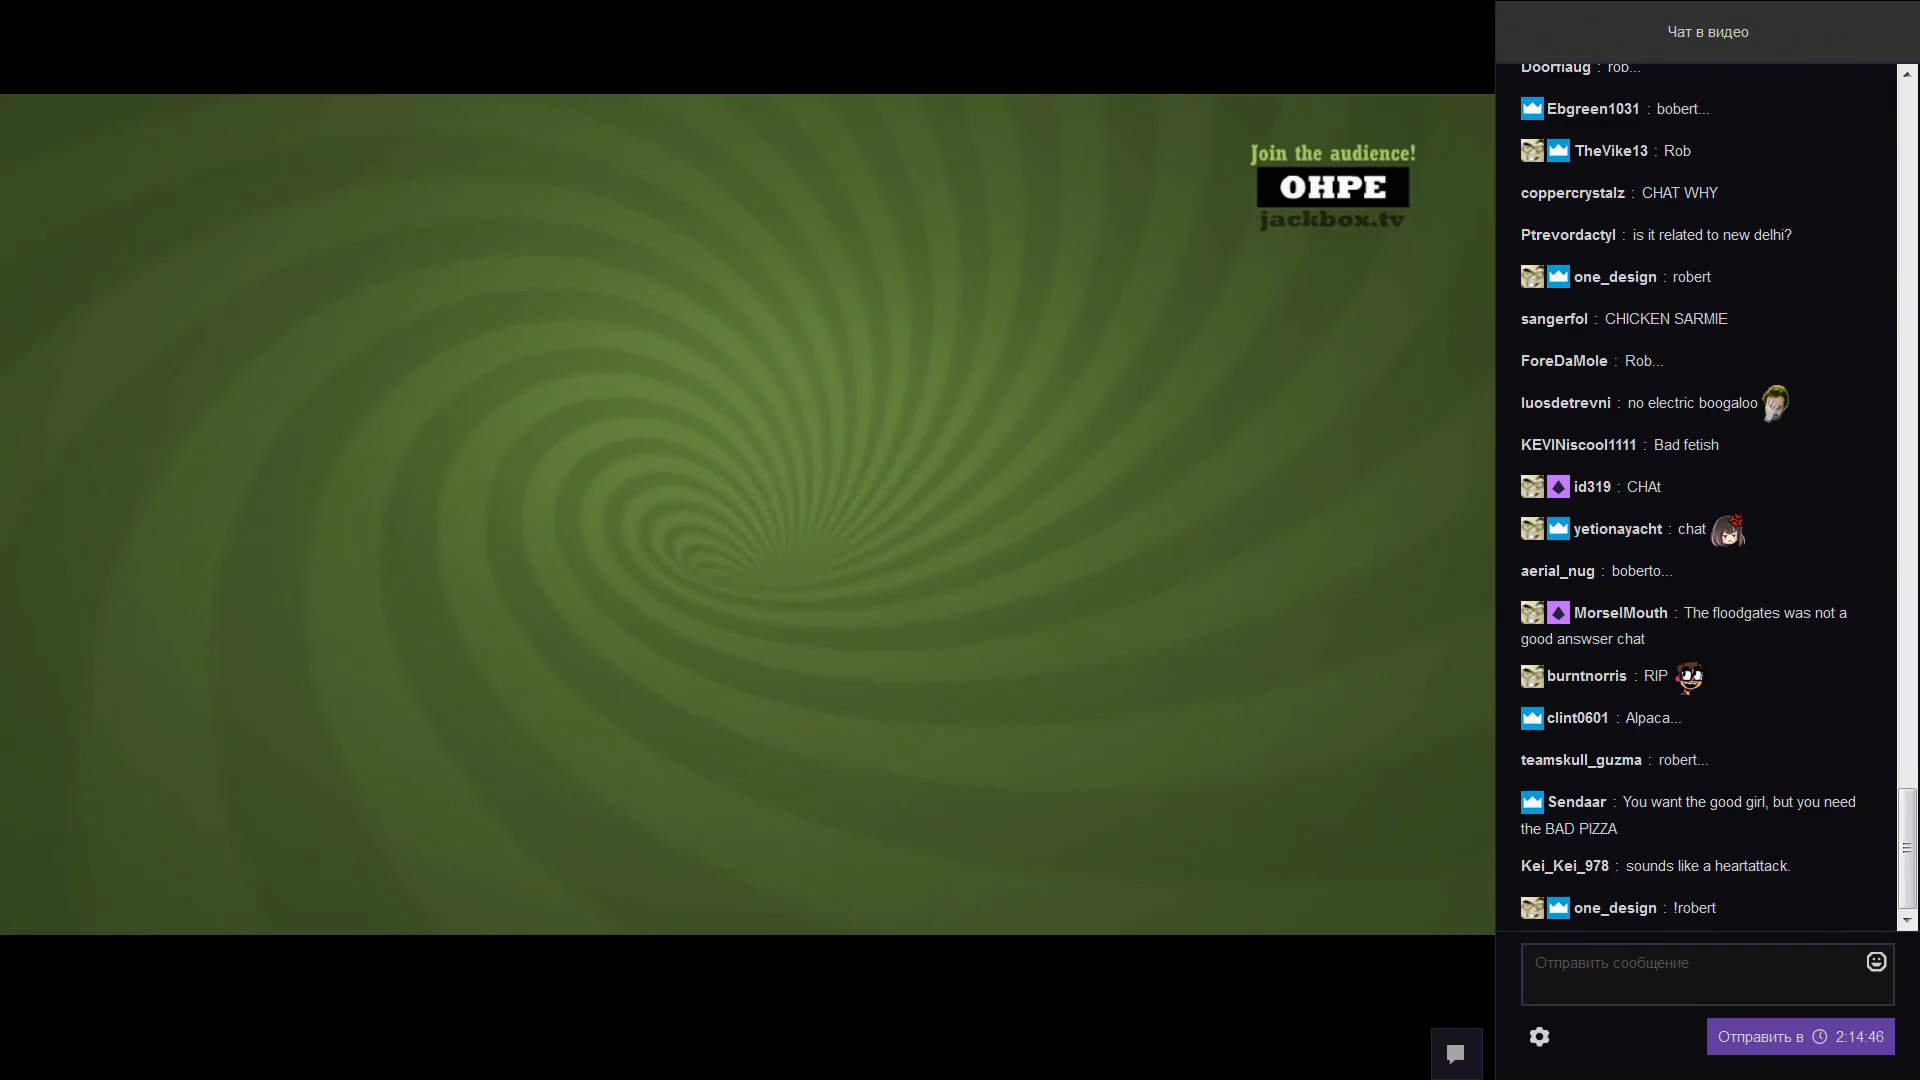 Join the audience!
OHPE
jackbox.tv
Чат в видео
Doorflaug : rob...
Ebgreen1031 : bobert...
TheVike13 : Rob
coppercrystalz : CHAT WHY
Ptrevordactyl : is it related to new delhi?
one_design : robert
sangerfol : CHICKEN SARMIE
ForeDaMole : Rob...
luosdetrevni : no electric boogaloo
KEVINiscool1111 : Bad fetish
id319 : CHAt
yetionayacht : chat
aerial_nug : boberto...
MorselMouth : The floodgates was not a
good answser chat
burntnorris : RIP
clint0601 : Alpaca...
teamskull_guzma : robert...
Sendaar : You want the good girl, but you need
the BAD PIZZA
Kei_Kei_978 : sounds like a heartattack.
one_design : !robert
Отправить сообщение
Отправить в 2:14:46